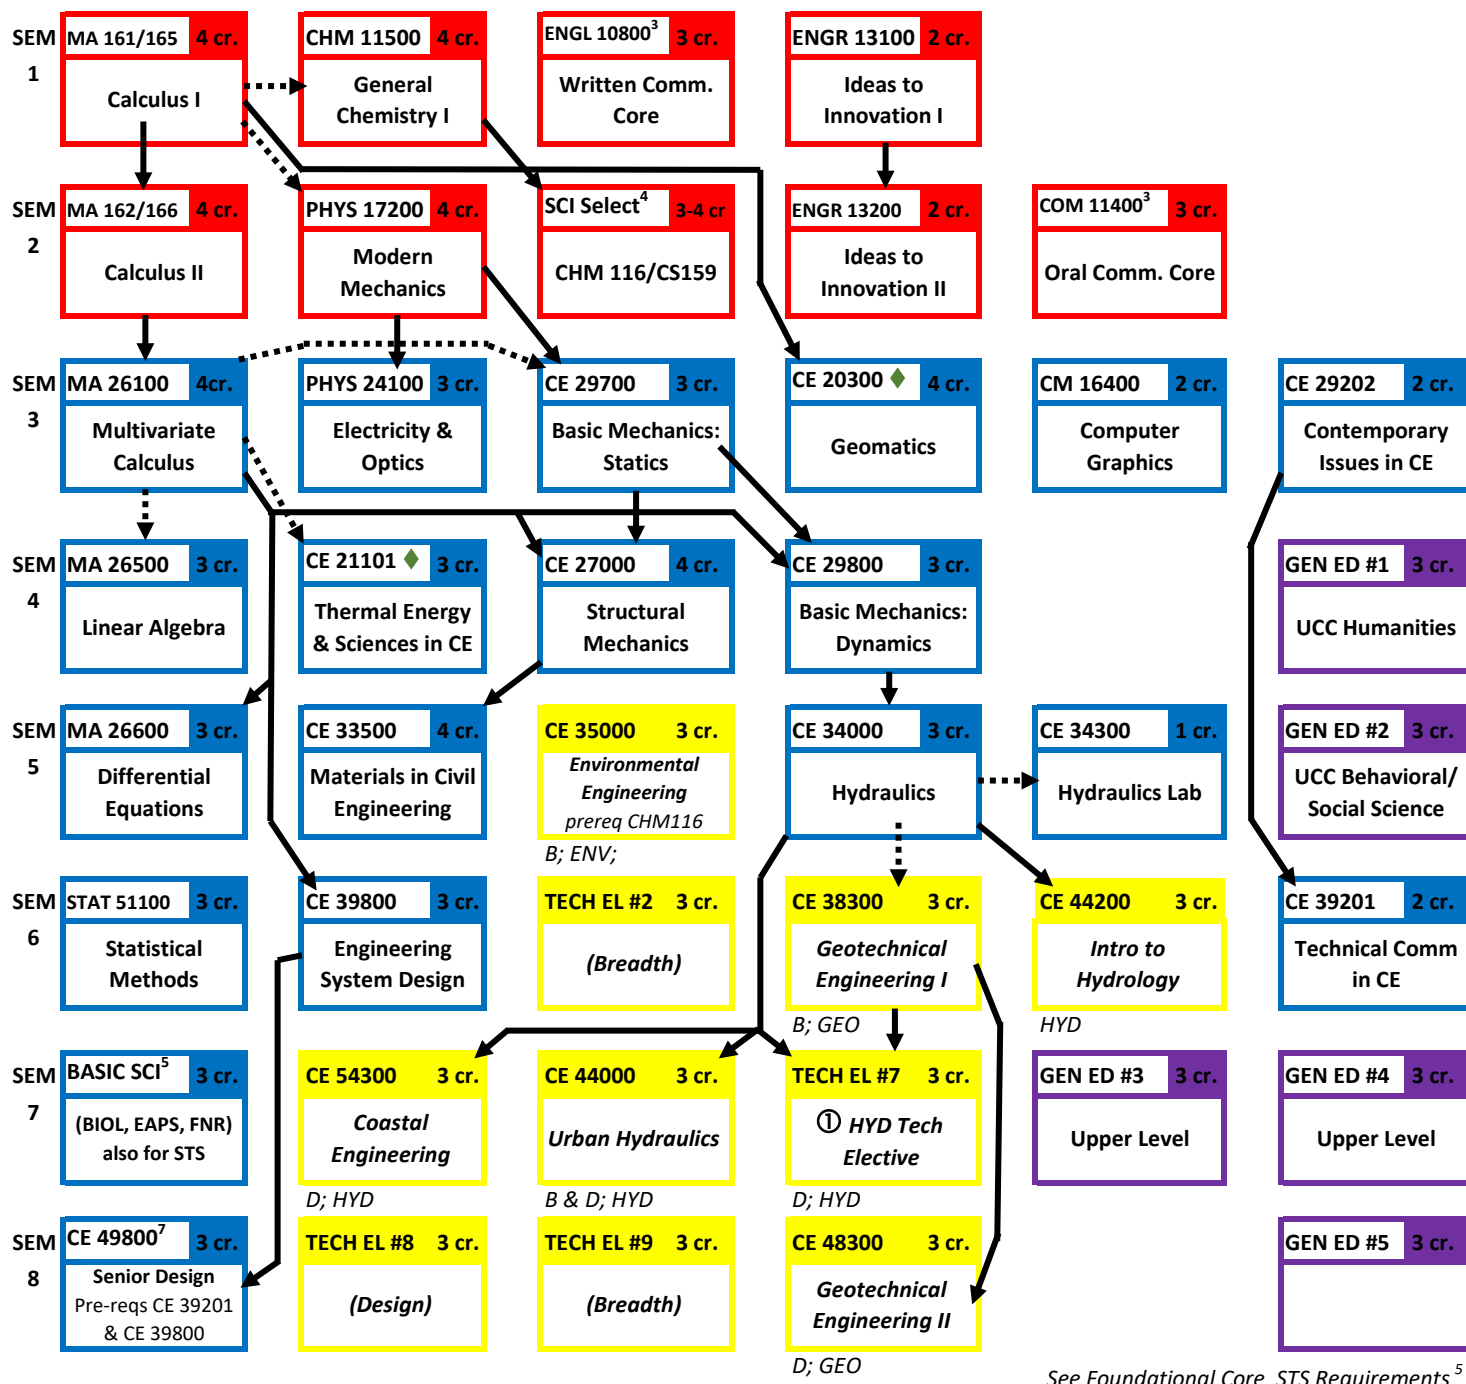 SEM
1
MA 161/165 4 cr.
Calculus I
CHM 11500 4 cr.
General
Chemistry I
ENGL 10800³ 3 cr.
Written Comm.
Core
ENGR 13100 2 cr.
Ideas to
Innovation I
SEM
2
MA 162/166 4 cr.
Calculus II
PHYS 17200 4 cr.
Modern
Mechanics
SCI Select⁴ 3-4 cr
CHM 116/CS159
ENGR 13200 2 cr.
Ideas to
Innovation II
COM 11400³ 3 cr.
Oral Comm. Core
SEM
3
MA 26100 4cr.
Multivariate
Calculus
PHYS 24100 3 cr.
Electricity &
Optics
CE 29700 3 cr.
Basic Mechanics:
Statics
CE 20300 ♦ 4 cr.
Geomatics
CM 16400 2 cr.
Computer
Graphics
CE 29202 2 cr.
Contemporary
Issues in CE
SEM
4
MA 26500 3 cr.
Linear Algebra
CE 21101 ♦ 3 cr.
Thermal Energy
& Sciences in CE
CE 27000 4 cr.
Structural
Mechanics
CE 29800 3 cr.
Basic Mechanics:
Dynamics
GEN ED #1 3 cr.
UCC Humanities
SEM
5
MA 26600 3 cr.
Differential
Equations
CE 33500 4 cr.
Materials in Civil
Engineering
CE 35000 3 cr.
Environmental
Engineering
prereq CHM116
B; ENV;
CE 34000 3 cr.
Hydraulics
CE 34300 1 cr.
Hydraulics Lab
GEN ED #2 3 cr.
UCC Behavioral/
Social Science
SEM
6
STAT 51100 3 cr.
Statistical
Methods
CE 39800 3 cr.
Engineering
System Design
TECH EL #2 3 cr.
(Breadth)
CE 38300 3 cr.
Geotechnical
Engineering I
B; GEO
CE 44200 3 cr.
Intro to
Hydrology
HYD
CE 39201 2 cr.
Technical Comm
in CE
SEM
7
BASIC SCI⁵ 3 cr.
(BIOL, EAPS, FNR)
also for STS
CE 54300 3 cr.
Coastal
Engineering
D; HYD
CE 44000 3 cr.
Urban Hydraulics
B & D; HYD
TECH EL #7 3 cr.
① HYD Tech
Elective
D; HYD
GEN ED #3 3 cr.
Upper Level
GEN ED #4 3 cr.
Upper Level
SEM
8
CE 49800⁷ 3 cr.
Senior Design
Pre-reqs CE 39201
& CE 39800
TECH EL #8 3 cr.
(Design)
TECH EL #9 3 cr.
(Breadth)
CE 48300 3 cr.
Geotechnical
Engineering II
D; GEO
GEN ED #5 3 cr.
See Foundational Core, STS Requirements ⁵